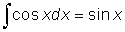 ∫cos xdx = sin x